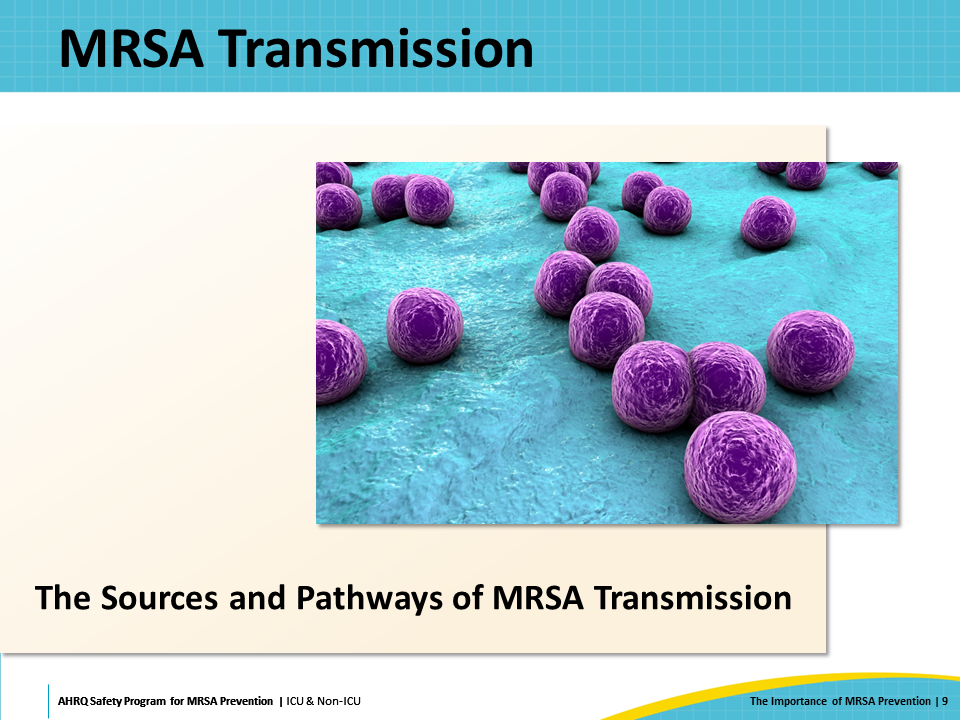 MRSA Transmission
The Sources and Pathways of MRSA Transmission
AHRQ Safety Program for MRSA Prevention | ICU & Non-ICU
The Importance of MRSA Prevention | 9